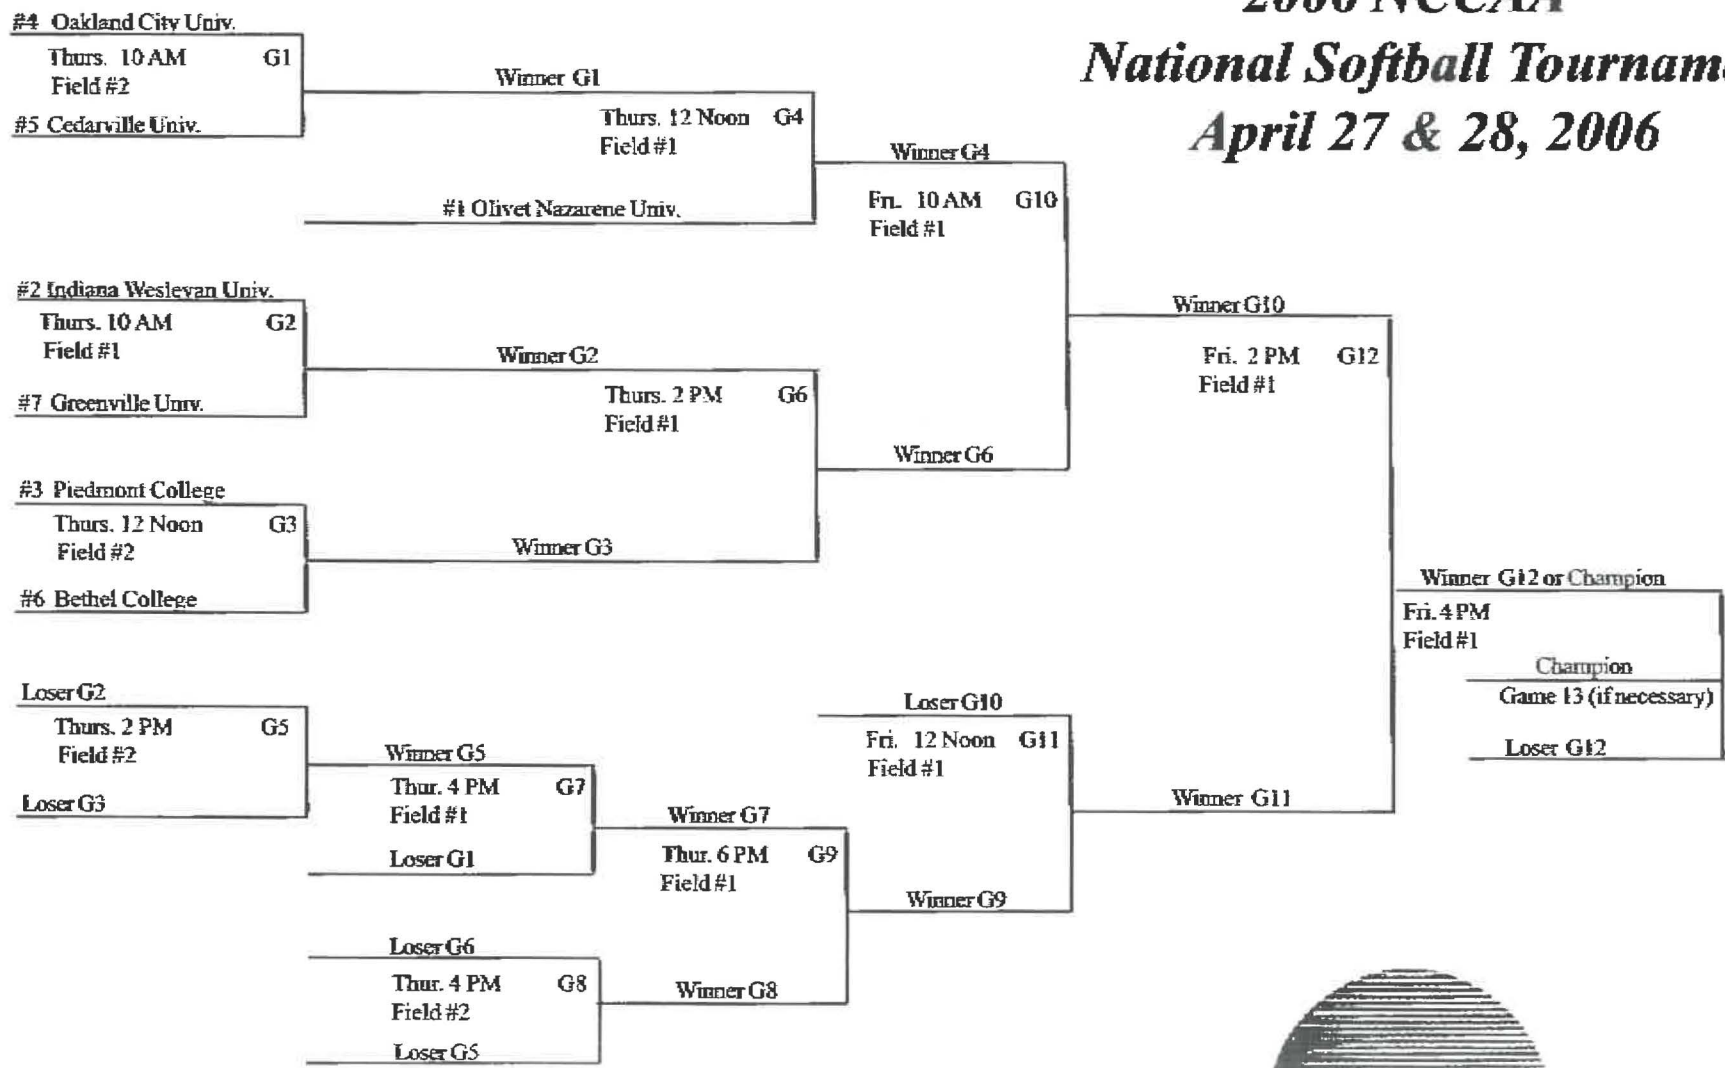 2006 NCCAA
National Softball Tournam
April 27 & 28, 2006
#4 Oakland City Univ.
Thurs. 10 AM G1
Field #2
#5 Cedarville Univ.
Winner G1
Thurs. 12 Noon G4
Field #1
#1 Olivet Nazarene Univ.
Winner G4
Fri. 10 AM G10
Field #1
#2 Indiana Wesleyan Univ.
Thurs. 10 AM G2
Field #1
#7 Greenville Univ.
Winner G2
Thurs. 2 PM G6
Field #1
Winner G6
Winner G10
Fri. 2 PM G12
Field #1
#3 Piedmont College
Thurs. 12 Noon G3
Field #2
#6 Bethel College
Winner G3
Winner G12 or Champion
Fri. 4 PM
Field #1
Champion
Game 13 (if necessary)
Loser G12
Loser G2
Thurs. 2 PM G5
Field #2
Loser G3
Winner G5
Thur. 4 PM G7
Field #1
Loser G1
Winner G7
Thur. 6 PM G9
Field #1
Loser G10
Fri. 12 Noon G11
Field #1
Winner G11
Winner G9
Loser G6
Thur. 4 PM G8
Field #2
Loser G5
Winner G8